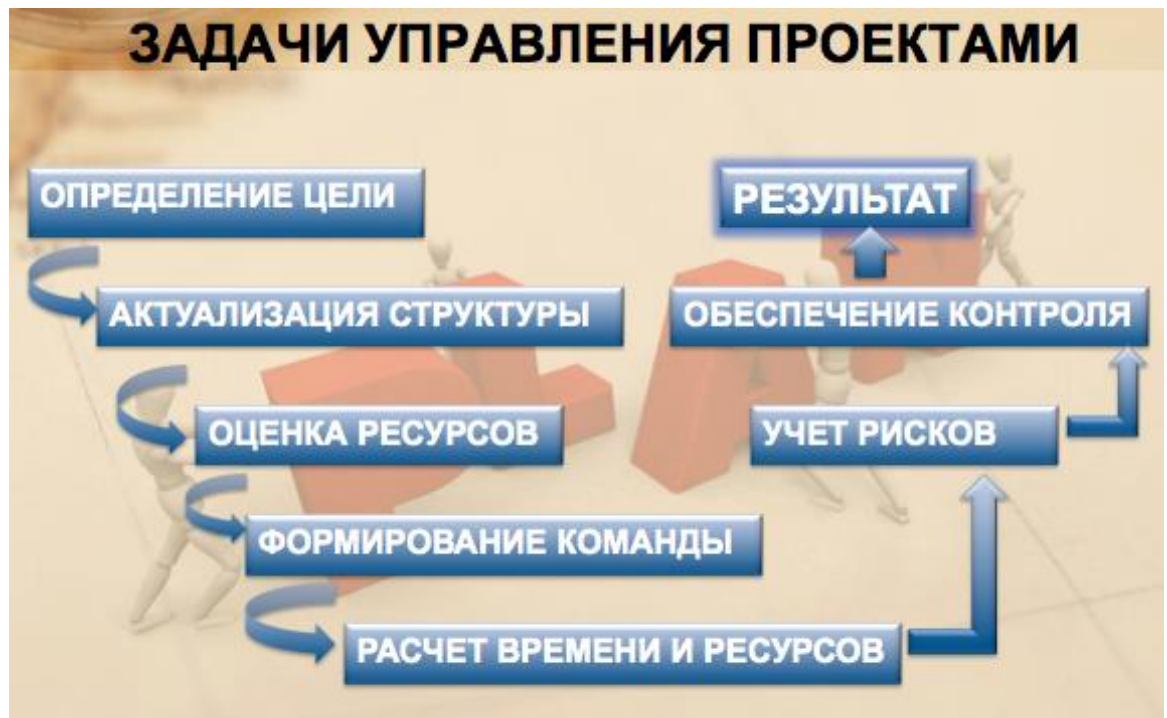 ЗАДАЧИ УПРАВЛЕНИЯ ПРОЕКТАМИ
ОПРЕДЕЛЕНИЕ ЦЕЛИ
АКТУАЛИЗАЦИЯ СТРУКТУРЫ
ОЦЕНКА РЕСУРСОВ
ФОРМИРОВАНИЕ КОМАНДЫ
РАСЧЕТ ВРЕМЕНИ И РЕСУРСОВ
УЧЕТ РИСКОВ
ОБЕСПЕЧЕНИЕ КОНТРОЛЯ
РЕЗУЛЬТАТ